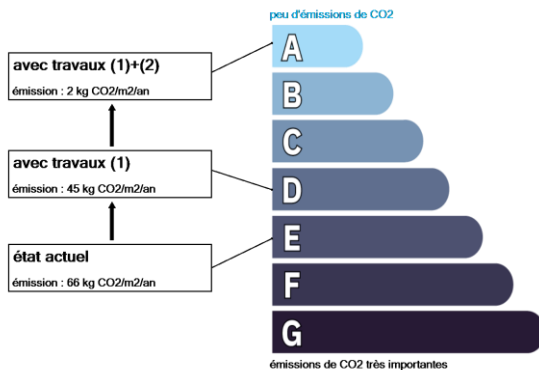 peu d'émissions de CO2
A
avec travaux (1)+(2)
émission : 2 kg CO2/m2/an
B
C
avec travaux (1)
émission : 45 kg CO2/m2/an
D
E
état actuel
émission : 66 kg CO2/m2/an
F
G
émissions de CO2 très importantes